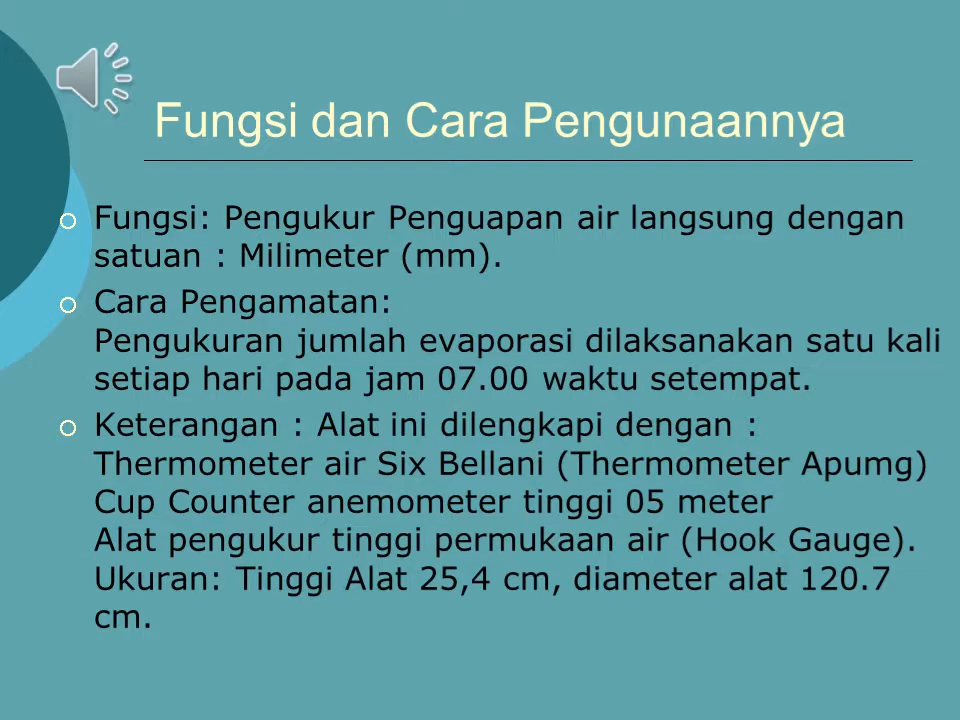 Fungsi dan Cara Pengunaannya
Fungsi: Pengukur Penguapan air langsung dengan
satuan : Milimeter (mm).
Cara Pengamatan:
Pengukuran jumlah evaporasi dilaksanakan satu kali
setiap hari pada jam 07.00 waktu setempat.
Keterangan : Alat ini dilengkapi dengan :
Thermometer air Six Bellani (Thermometer Apumg)
Cup Counter anemometer tinggi 05 meter
Alat pengukur tinggi permukaan air (Hook Gauge).
Ukuran: Tinggi Alat 25,4 cm, diameter alat 120.7
cm.